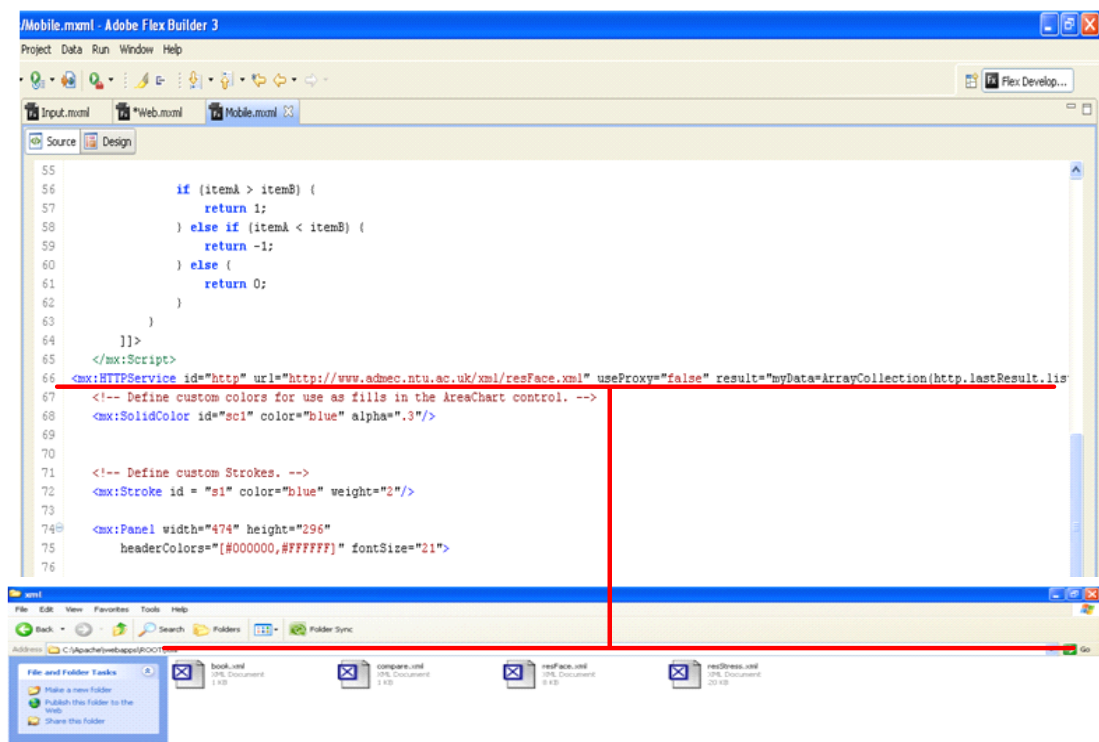 :/Mobile.mxml - Adobe Flex Builder 3
Project Data Run Window Help
Fx Flex Develop...
Input.mxml *Web.mxml Mobile.mxml
Source Design
55
56 if (itemA > itemB) {
57 return 1;
58 } else if (itemA < itemB) {
59 return -1;
60 } else {
61 return 0;
62 }
63 }
64 ]]>
65 </mx:Script>
66 <mx:HTTPService id="http" url="http://www.admec.ntu.ac.uk/xml/resFace.xml" useProxy="false" result="myData=ArrayCollection(http.lastResult.lis
67 <!-- Define custom colors for use as fills in the AreaChart control. -->
68 <mx:SolidColor id="sc1" color="blue" alpha=".3"/>
69
70
71 <!-- Define custom Strokes. -->
72 <mx:Stroke id = "s1" color="blue" weight="2"/>
73
74 <mx:Panel width="474" height="296"
75 headerColors="[#000000,#FFFFFF]" fontSize="21">
76
xml
File Edit View Favorites Tools Help
Back Search Folders Folder Sync
Address C:\Apache\webapps\ROOT\ Go
File and Folder Tasks
Make a new folder
Publish this folder to the
Web
Share this folder
book.xml
XML Document
1 KB
compare.xml
XML Document
1 KB
resFace.xml
XML Document
8 KB
resStress.xml
XML Document
20 KB